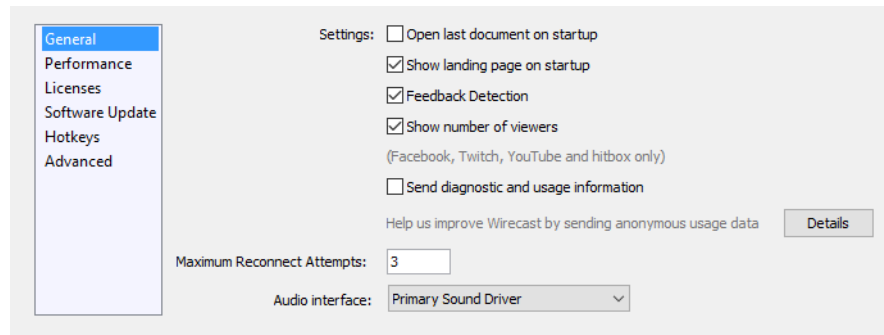 General
Performance
Licenses
Software Update
Hotkeys
Advanced
Settings: Open last document on startup
Show landing page on startup
Feedback Detection
Show number of viewers
(Facebook, Twitch, YouTube and hitbox only)
Send diagnostic and usage information
Help us improve Wirecast by sending anonymous usage data Details
Maximum Reconnect Attempts: 3
Audio interface: Primary Sound Driver